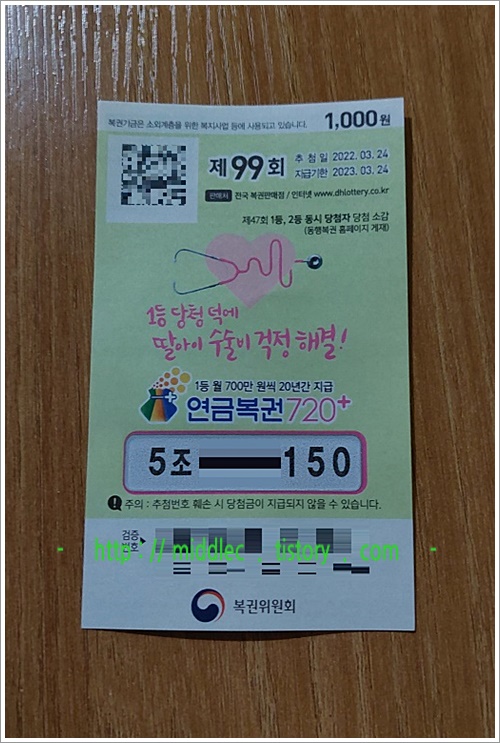 복권기금은 소외계층을 위한 복지사업 등에 사용되고 있습니다. 1,000원
제99회
추 첨 일 2022. 03. 24
지급기한 2023. 03. 24
판매처 전국 복권판매점 / 인터넷 www.dhlottery.co.kr
제47회 1등, 2등 동시 당첨자 당첨 소감
(동행복권 홈페이지 게재)
1등 당첨 덕에
딸아이 수술비 걱정 해결!
1등 월 700만 원씩 20년간 지급
연금복권720+
5조 150
주의 : 추첨번호 훼손 시 당첨금이 지급되지 않을 수 있습니다.
검증
번호
- http://middlec.tistory.com -
복권위원회